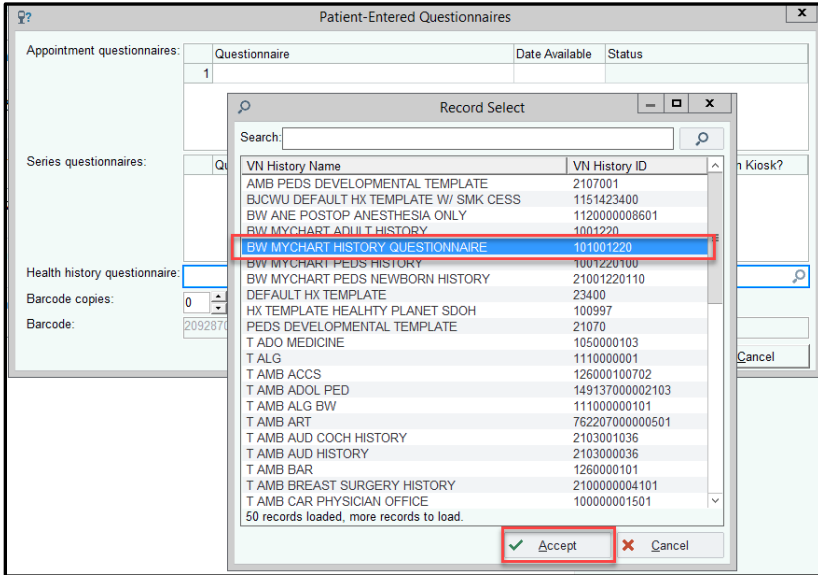 Patient-Entered Questionnaires
Appointment questionnaires:
Questionnaire Date Available Status
1
Record Select
Search:
Series questionnaires:
Qu
n Kiosk?
VN History Name VN History ID
AMB PEDS DEVELOPMENTAL TEMPLATE 2107001
BJCWU DEFAULT HX TEMPLATE W/ SMK CESS 1151423400
BW ANE POSTOP ANESTHESIA ONLY 1120000008601
BW MYCHART ADULT HISTORY 1001220
BW MYCHART HISTORY QUESTIONNAIRE 101001220
BW MYCHART PEDS HISTORY 1001220100
BW MYCHART PEDS NEWBORN HISTORY 21001220110
DEFAULT HX TEMPLATE 23400
HX TEMPLATE HEALHTY PLANET SDOH 100997
PEDS DEVELOPMENTAL TEMPLATE 21070
T ADO MEDICINE 1050000103
T ALG 1110000001
T AMB ACCS 126000100702
T AMB ADOL PED 149137000002103
T AMB ALG BW 111000000101
T AMB ART 762207000000501
T AMB AUD COCH HISTORY 2103001036
T AMB AUD HISTORY 2103000036
T AMB BAR 1260000101
T AMB BREAST SURGERY HISTORY 2100000004101
T AMB CAR PHYSICIAN OFFICE 100000001501
50 records loaded, more records to load.
Accept Cancel
Health history questionnaire:
Barcode copies: 0
Barcode: 2092870
Cancel